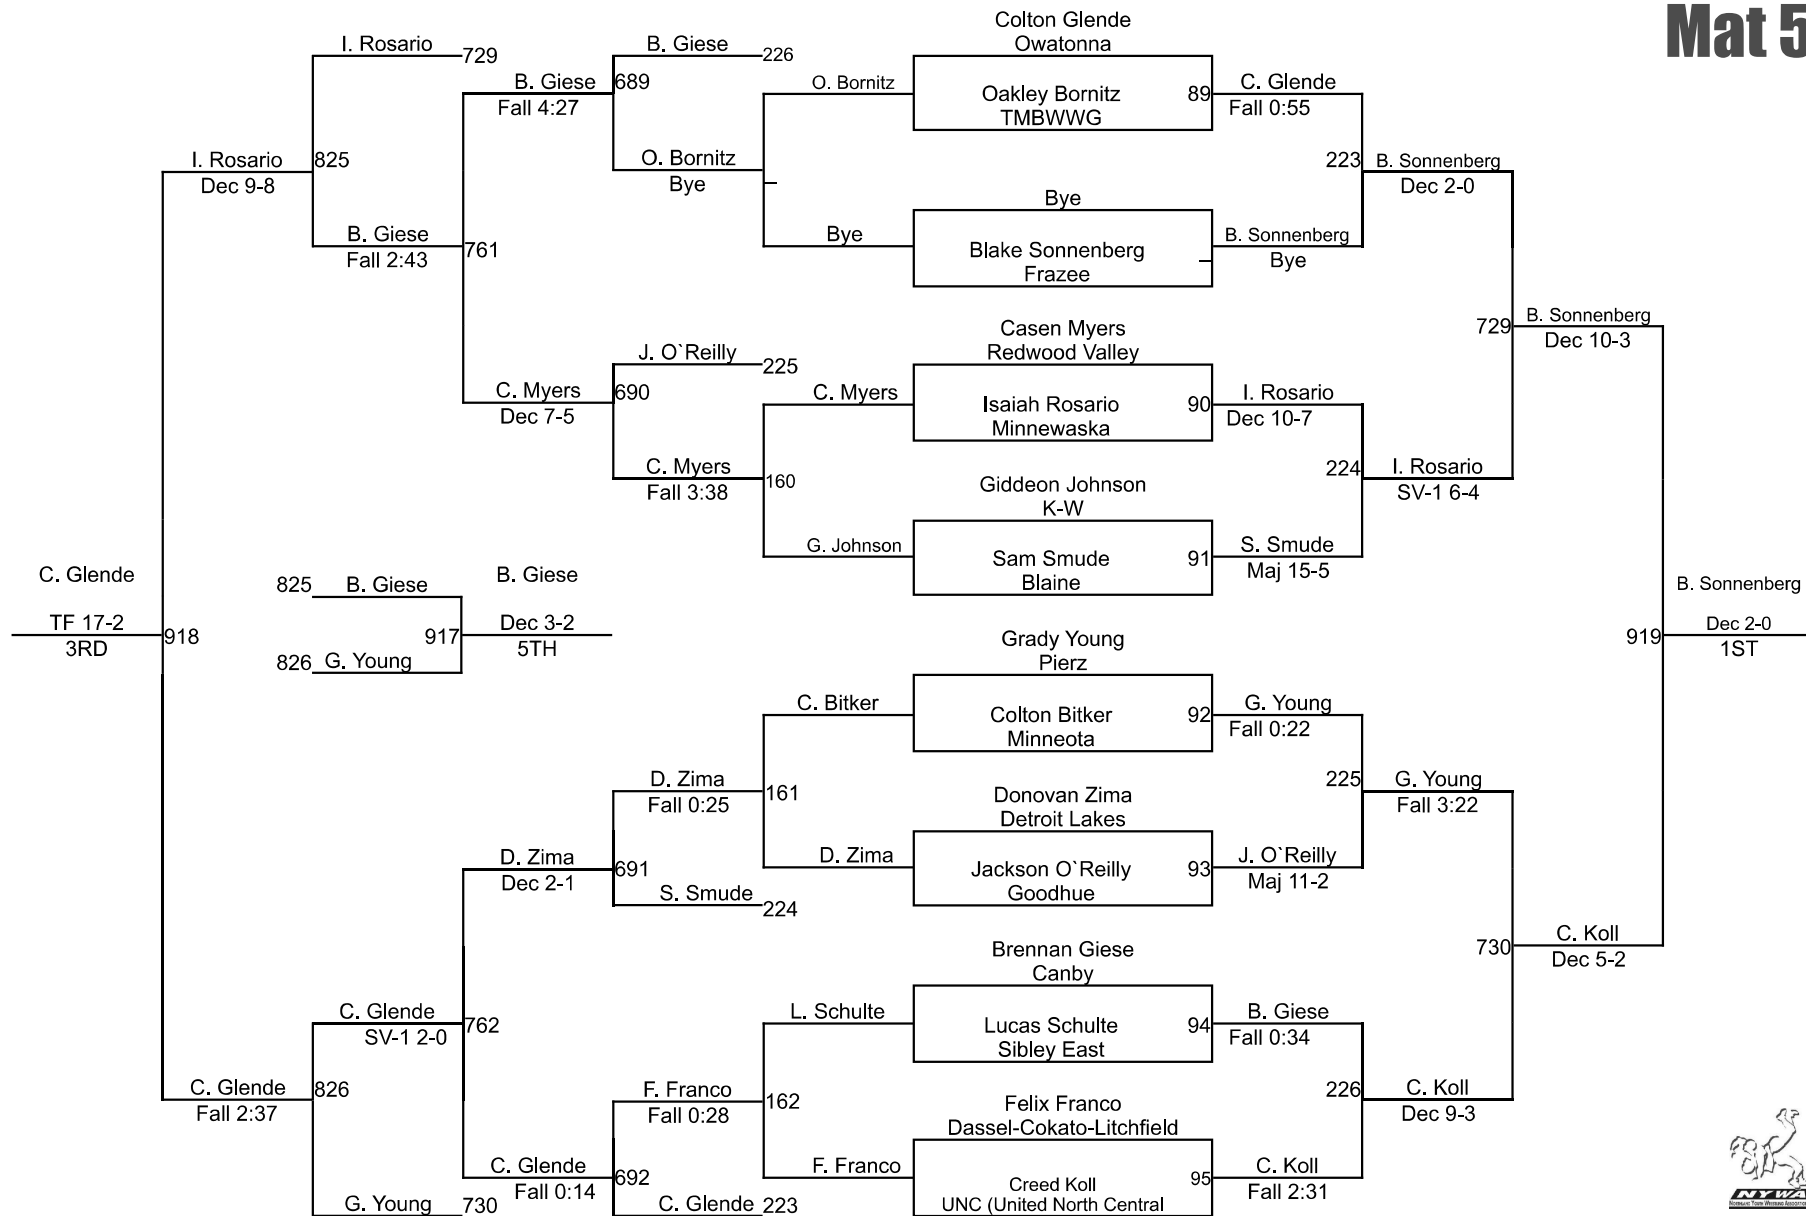 Mat 5
Colton Glende
Owatonna
I. Rosario
729
B. Giese
226
B. Giese
689
Fall 4:27
O. Bornitz
Oakley Bornitz
TMBWWG
89
C. Glende
Fall 0:55
I. Rosario
825
Dec 9-8
O. Bornitz
Bye
223
B. Sonnenberg
Dec 2-0
Bye
B. Giese
Fall 2:43
761
Bye
Blake Sonnenberg
Frazee
B. Sonnenberg
Bye
Casen Myers
Redwood Valley
729
B. Sonnenberg
Dec 10-3
J. O`Reilly
225
C. Myers
Dec 7-5
690
C. Myers
Isaiah Rosario
Minnewaska
90
I. Rosario
Dec 10-7
C. Myers
Fall 3:38
160
Giddeon Johnson
K-W
224
I. Rosario
SV-1 6-4
G. Johnson
Sam Smude
Blaine
91
S. Smude
Maj 15-5
C. Glende
TF 17-2
3RD
918
825
B. Giese
826
G. Young
917
B. Giese
Dec 3-2
5TH
919
B. Sonnenberg
Dec 2-0
1ST
Grady Young
Pierz
C. Bitker
Colton Bitker
Minneota
92
G. Young
Fall 0:22
D. Zima
Fall 0:25
161
Donovan Zima
Detroit Lakes
225
G. Young
Fall 3:22
D. Zima
Dec 2-1
691
D. Zima
Jackson O`Reilly
Goodhue
93
J. O`Reilly
Maj 11-2
S. Smude
224
Brennan Giese
Canby
730
C. Koll
Dec 5-2
C. Glende
SV-1 2-0
762
L. Schulte
Lucas Schulte
Sibley East
94
B. Giese
Fall 0:34
C. Glende
Fall 2:37
826
F. Franco
Fall 0:28
162
Felix Franco
Dassel-Cokato-Litchfield
226
C. Koll
Dec 9-3
C. Glende
Fall 0:14
692
F. Franco
Creed Koll
UNC (United North Central
95
C. Koll
Fall 2:31
G. Young
730
C. Glende
223
NYWA